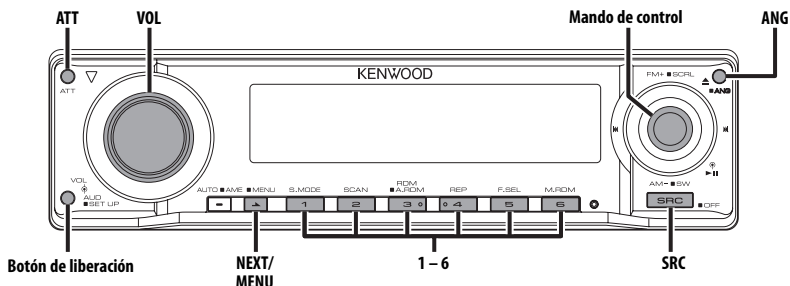 ATT
VOL
Mando de control
ANG
KENWOOD
FM+ ■ SCRL
ATT
■ ANG
VOL
AUD
■ SET UP
AUTO ■ AME
■ MENU
S.MODE
SCAN
RDM
■ A.RDM
REP
F.SEL
M.RDM
AM– ■ SW
1
2
3
4
5
6
SRC
■ OFF
Botón de liberación
NEXT/
MENU
1 – 6
SRC